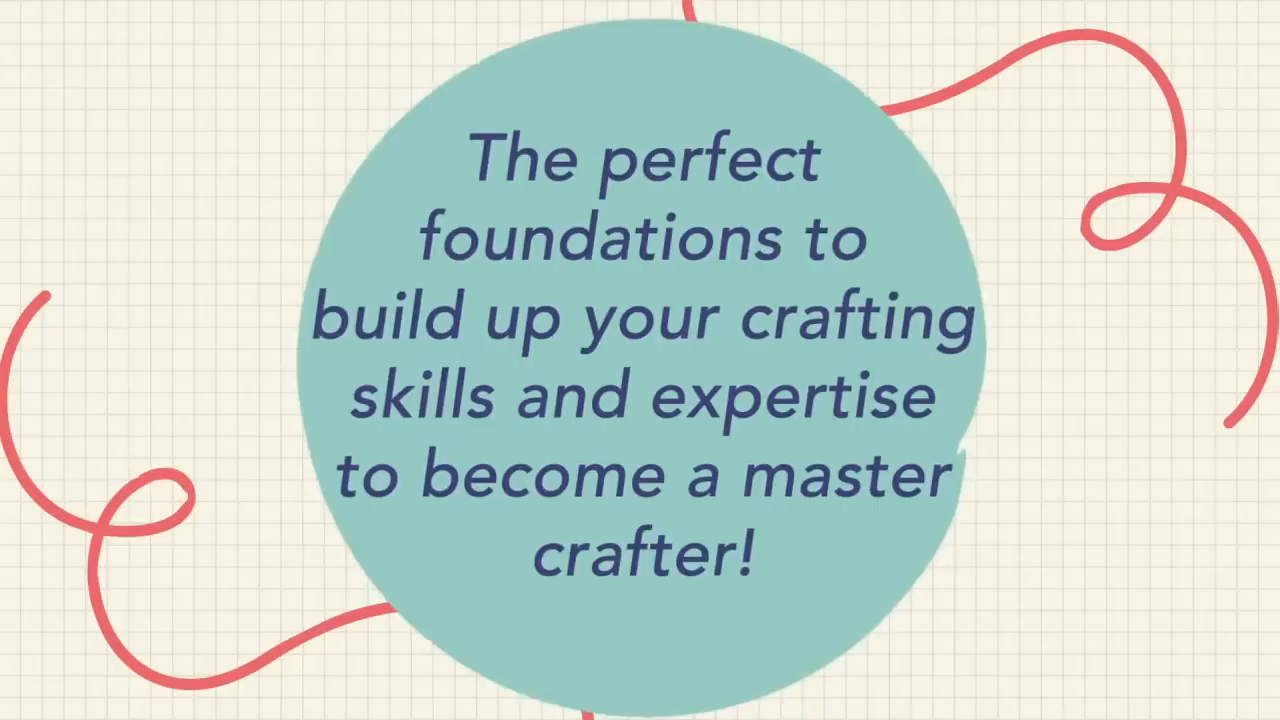 The perfect
foundations to
build up your crafting
skills and expertise
to become a master
crafter!